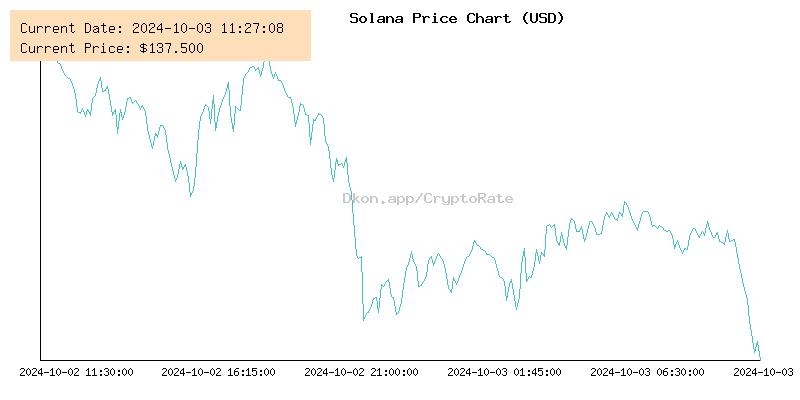 Solana Price Chart (USD)
Current Date: 2024-10-03 11:27:08
Current Price: $137.500
Dkon.app/CryptoRate
2024-10-02 11:30:00
2024-10-02 16:15:00
2024-10-02 21:00:00
2024-10-03 01:45:00
2024-10-03 06:30:00
2024-10-03